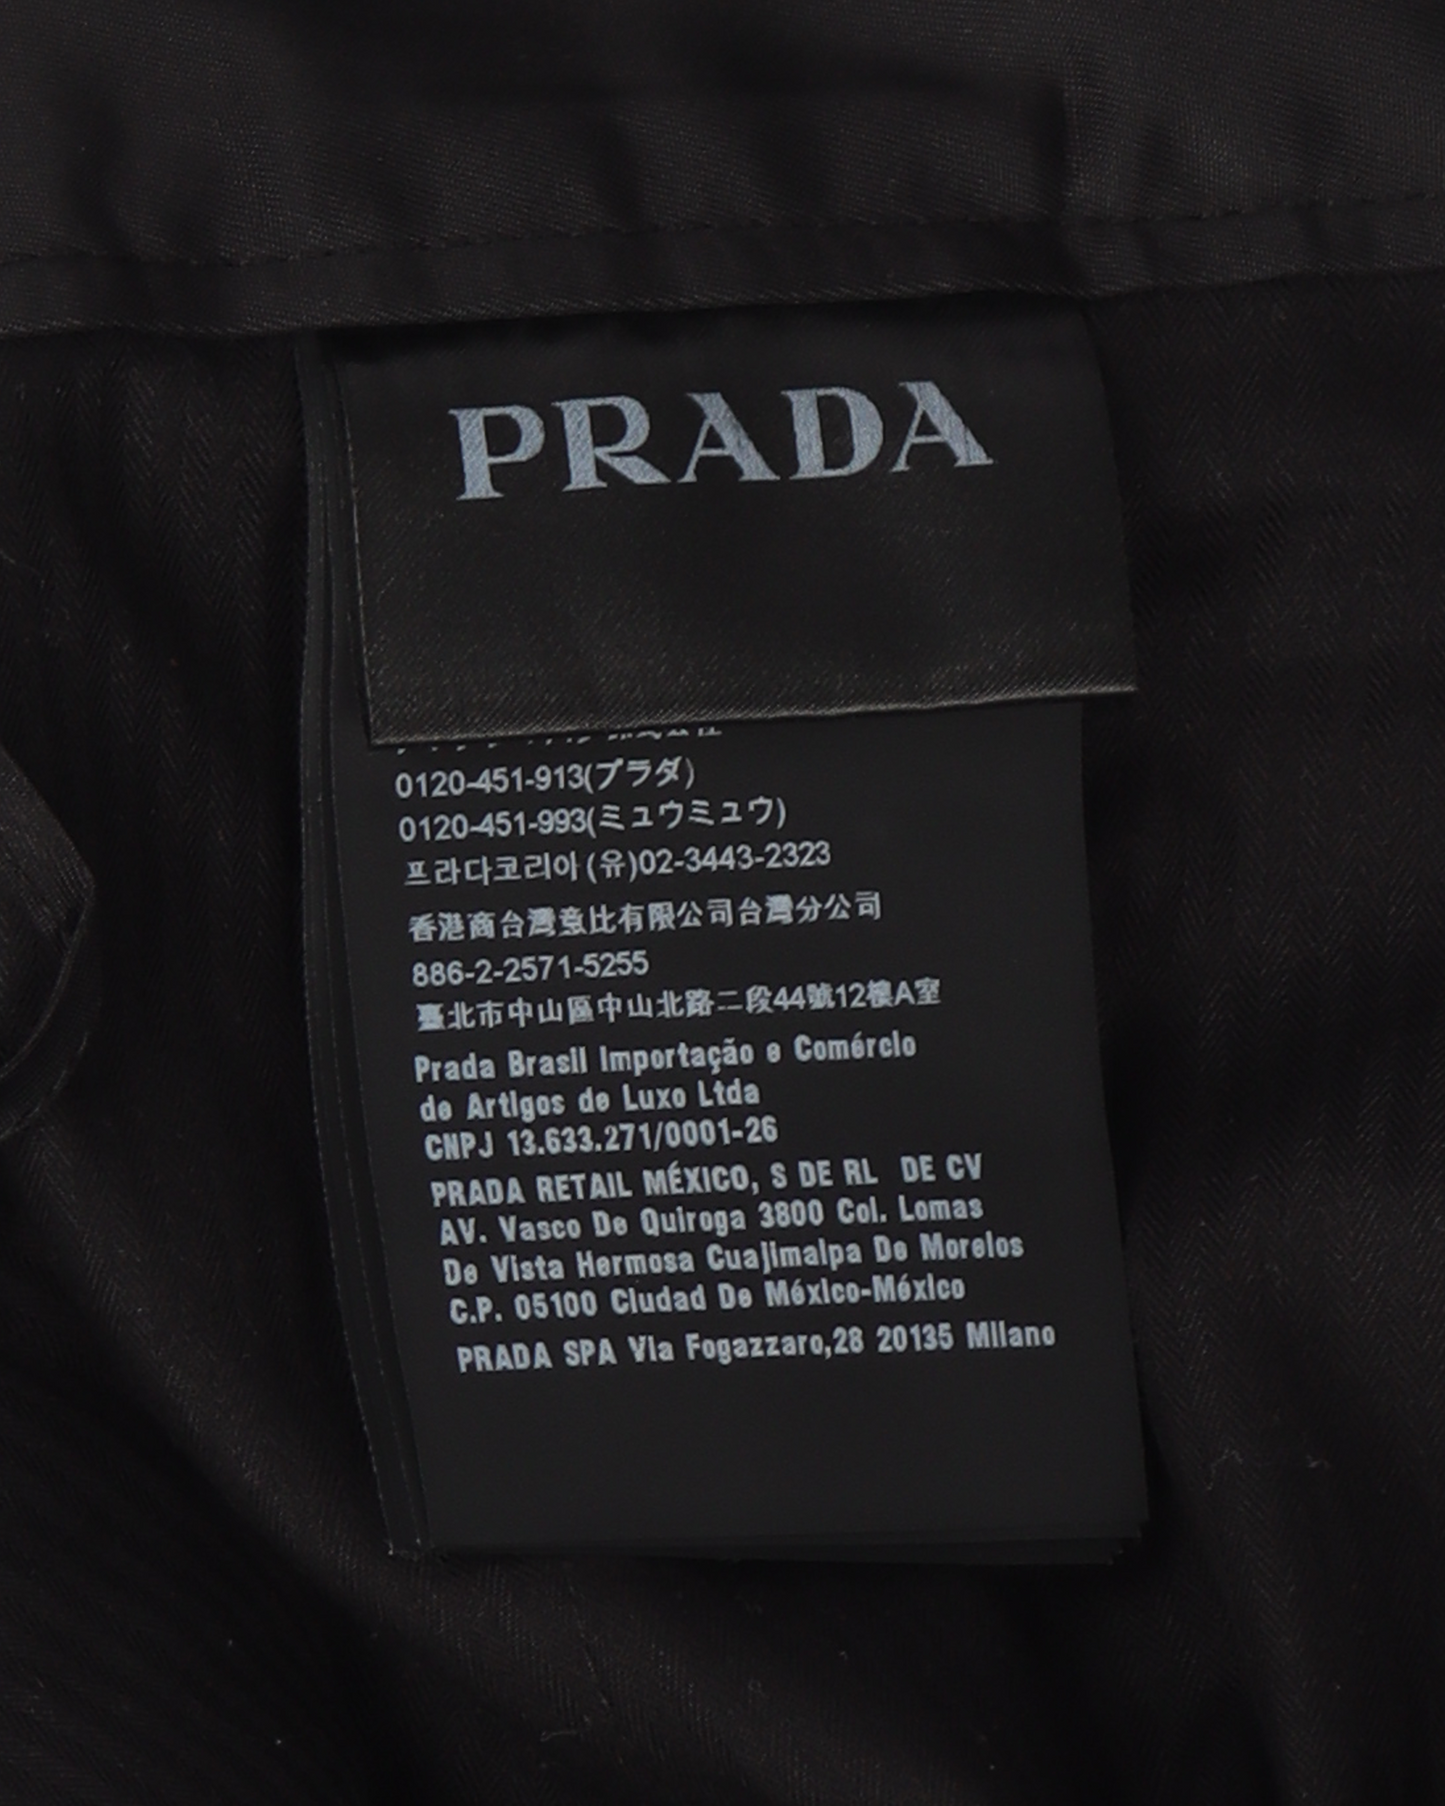 PRADA
0120-451-913(プラダ)
0120-451-993(ミュウミュウ)
프라다코리아(유)02-3443-2323
香港商台灣意比有限公司台灣分公司
886-2-2571-5255
臺北市中山區中山北路二段44號12樓A室
Prada Brasil Importação e Comércio
de Artigos de Luxo Ltda
CNPJ 13.633.271/0001-26
PRADA RETAIL MÉXICO, S DE RL DE CV
AV. Vasco De Quiroga 3800 Col. Lomas
De Vista Hermosa Cuajimalpa De Morelos
C.P. 05100 Ciudad De México-México
PRADA SPA Via Fogazzaro,28 20135 Milano